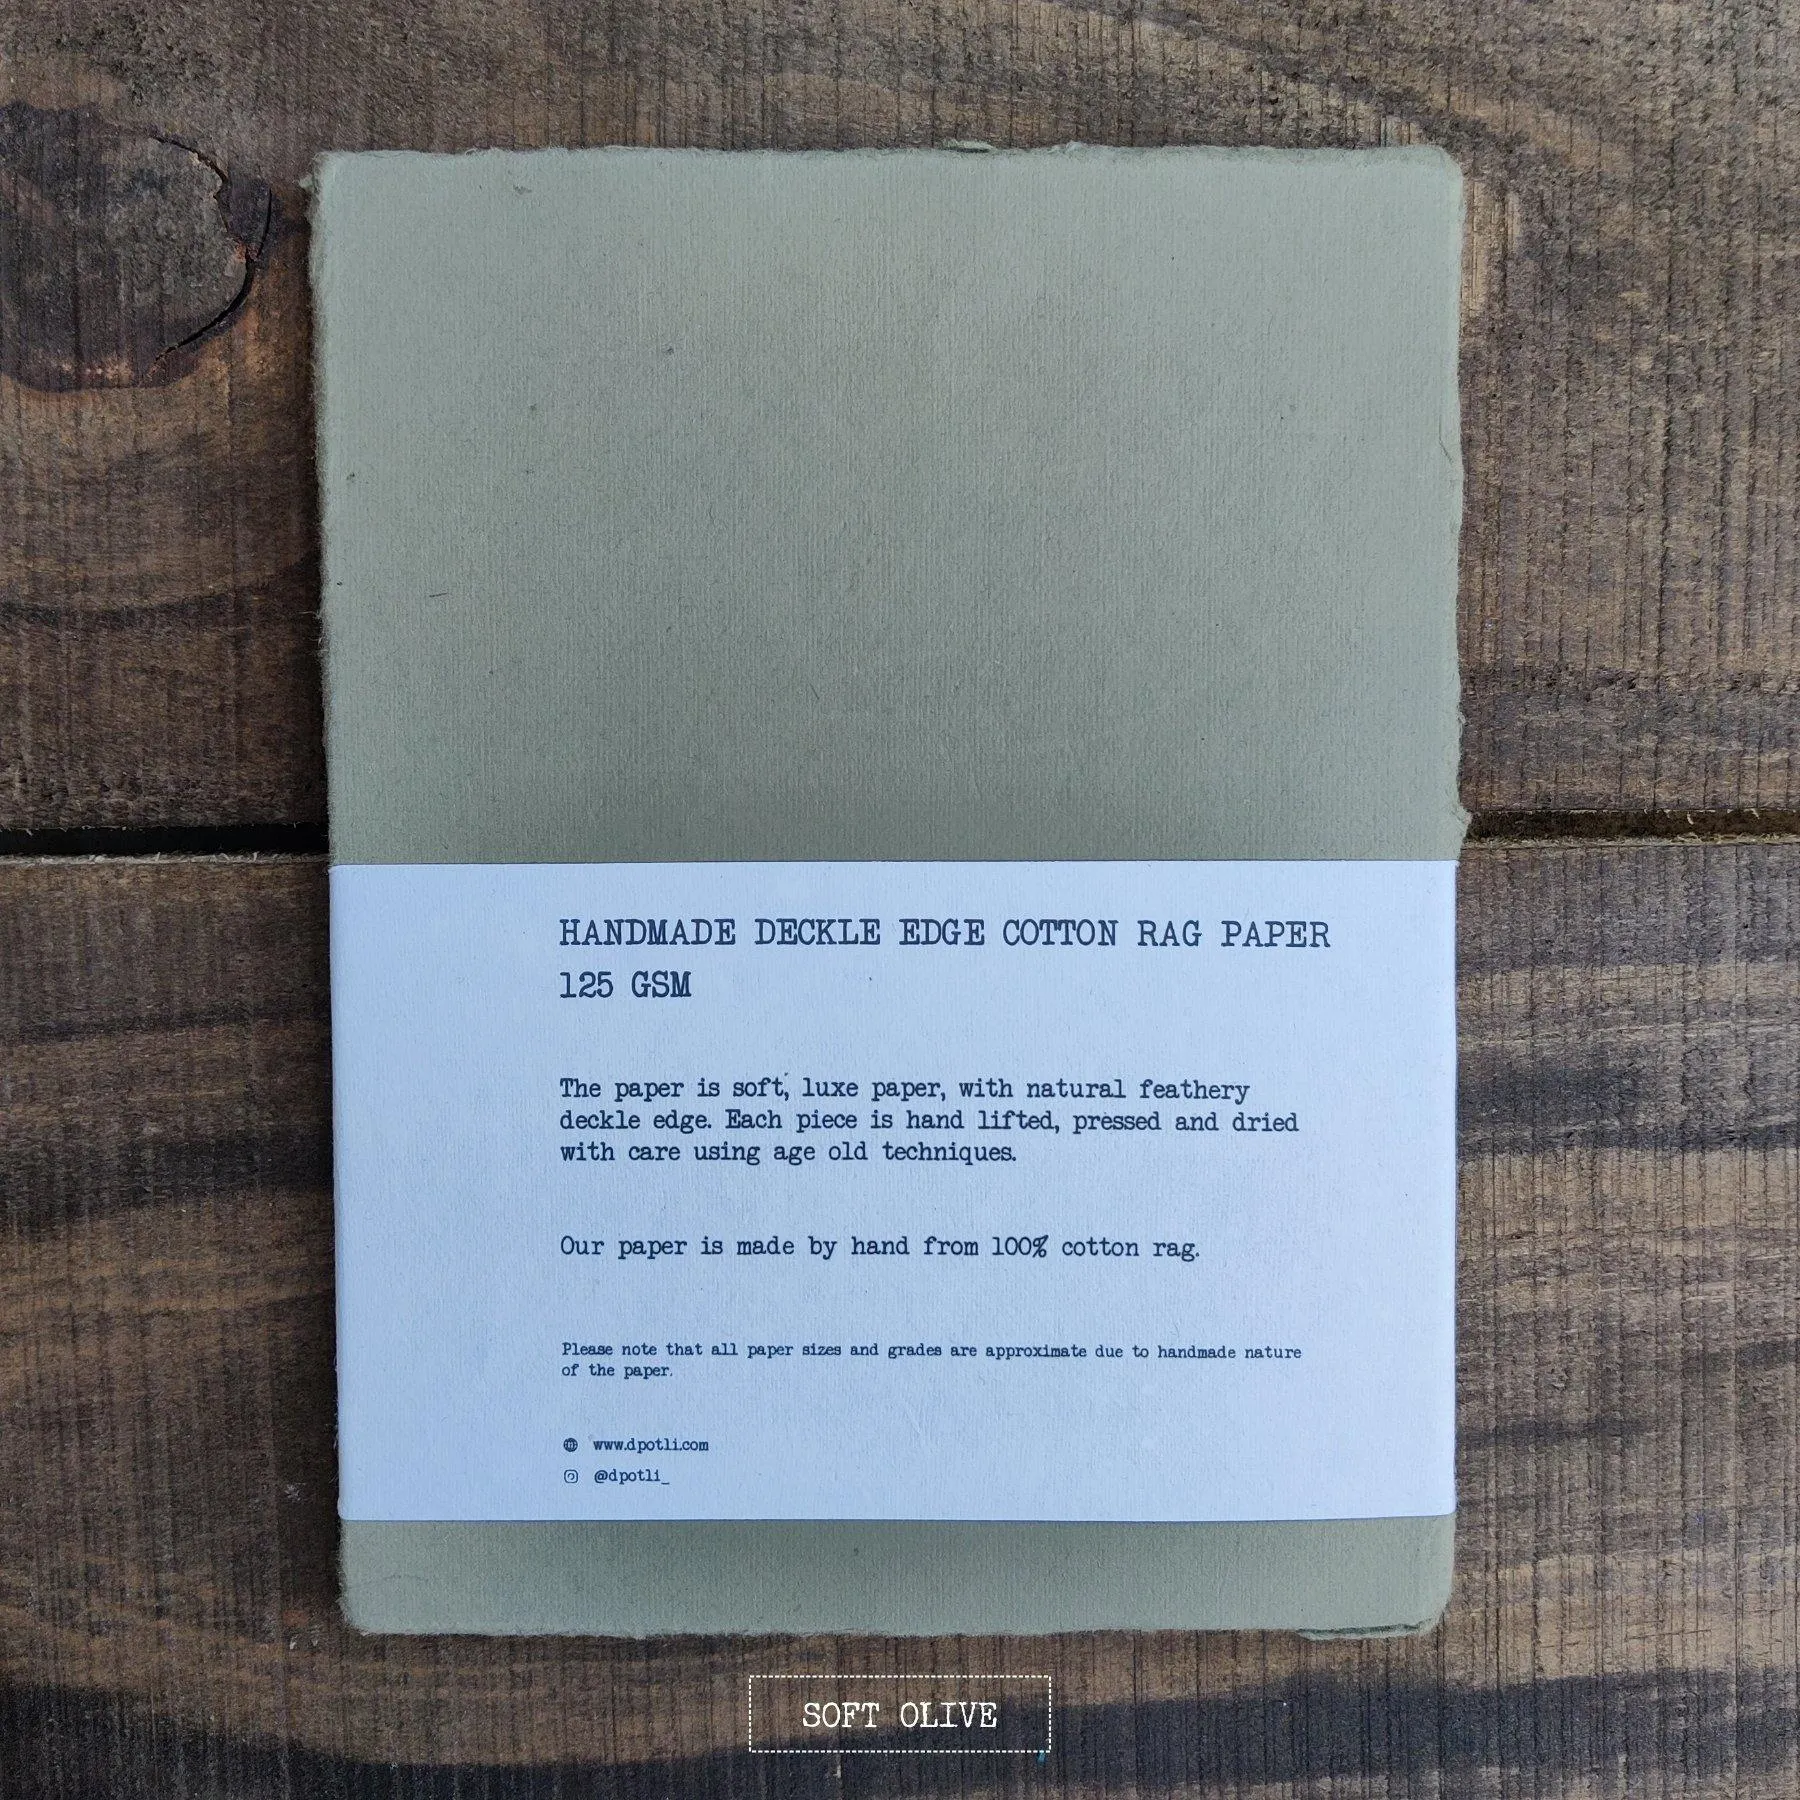 HANDMADE DECKLE EDGE COTTON RAG PAPER
125 GSM
The paper is soft, luxe paper, with natural feathery
deckle edge. Each piece is hand lifted, pressed and dried
with care using age old techniques.
Our paper is made by hand from 100% cotton rag.
Please note that all paper sizes and grades are approximate due to handmade nature
of the paper.
www.dpotli.com
@dpotli_
SOFT OLIVE